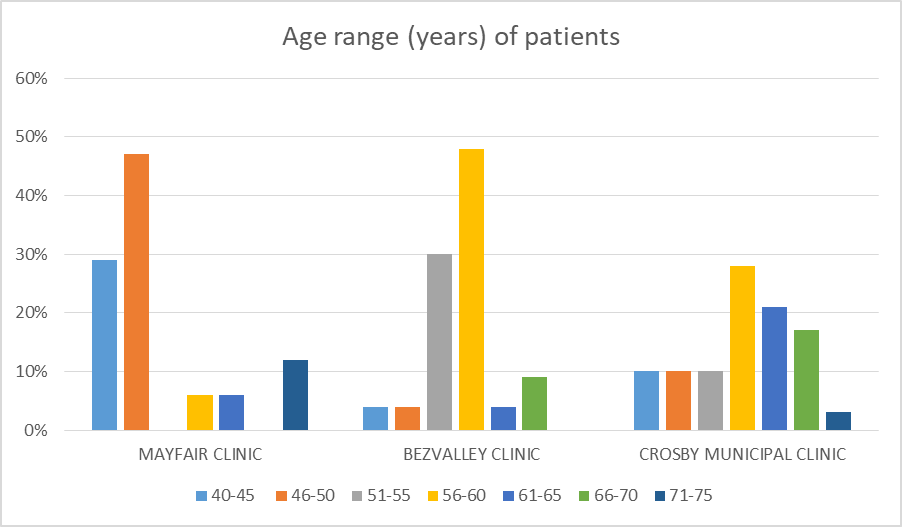 Age range (years) of patients
60%
50%
40%
30%
20%
10%
0%
MAYFAIR CLINIC BEZVALLEY CLINIC CROSBY MUNICIPAL CLINIC
40-45 46-50 51-55 56-60 61-65 66-70 71-75